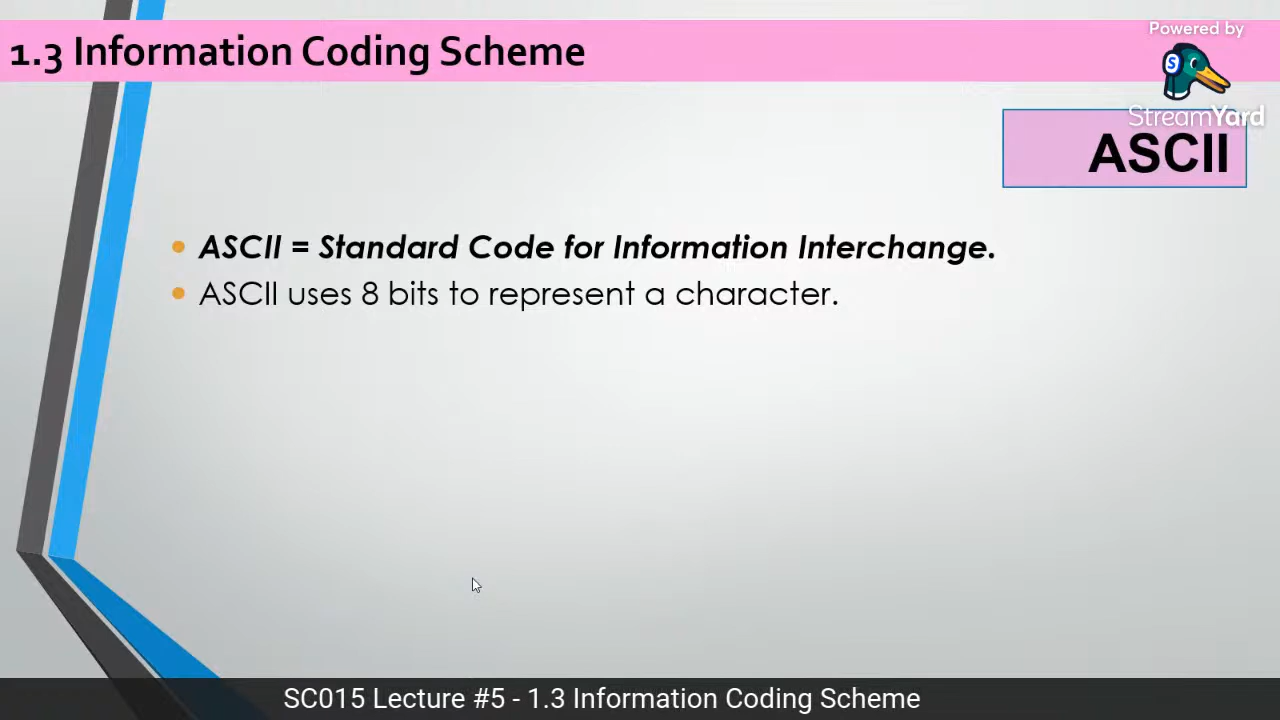 1.3 Information Coding Scheme
Powered by
S
StreamYard
ASCII
• ASCII = Standard Code for Information Interchange.
• ASCII uses 8 bits to represent a character.
SC015 Lecture #5 - 1.3 Information Coding Scheme